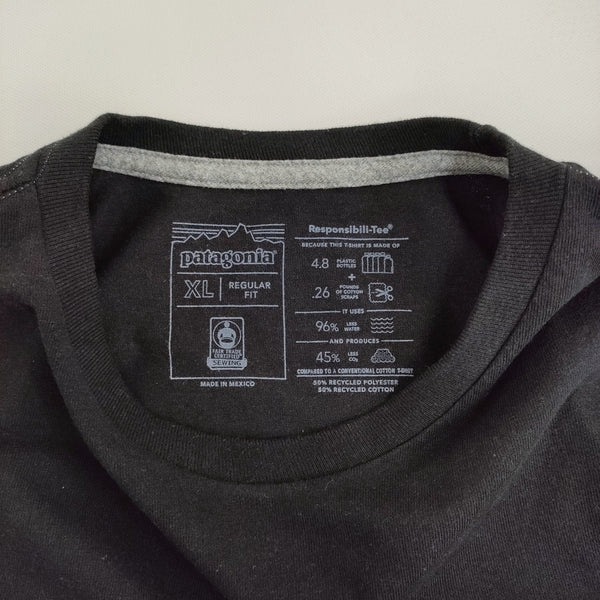 patagonia®
XL
REGULAR
FIT
FAIR TRADE
CERTIFIED
SEWING
MADE IN MEXICO
Responsibili-Tee®
BECAUSE THIS T-SHIRT IS MADE OF
4.8 PLASTIC
BOTTLES
+
.26 POUNDS
OF COTTON
SCRAPS
IT USES
96% LESS
WATER
AND PRODUCES
45% LESS
CO₂
COMPARED TO A CONVENTIONAL COTTON T-SHIRT
50% RECYCLED POLYESTER
50% RECYCLED COTTON